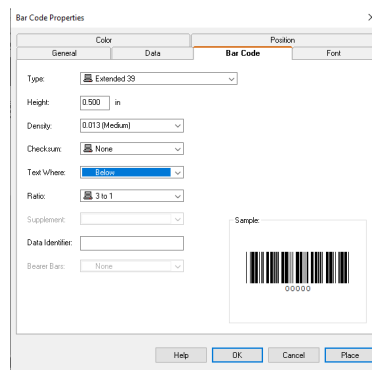 Bar Code Properties
Color
Position
General
Data
Bar Code
Font
Type:
Extended 39
Height:
0.500 in
Density:
0.013 (Medium)
Checksum:
None
Text Where:
Below
Ratio:
3 to 1
Supplement:
Sample:
Data Identifier:
Bearer Bars:
None
00000
Help
OK
Cancel
Place